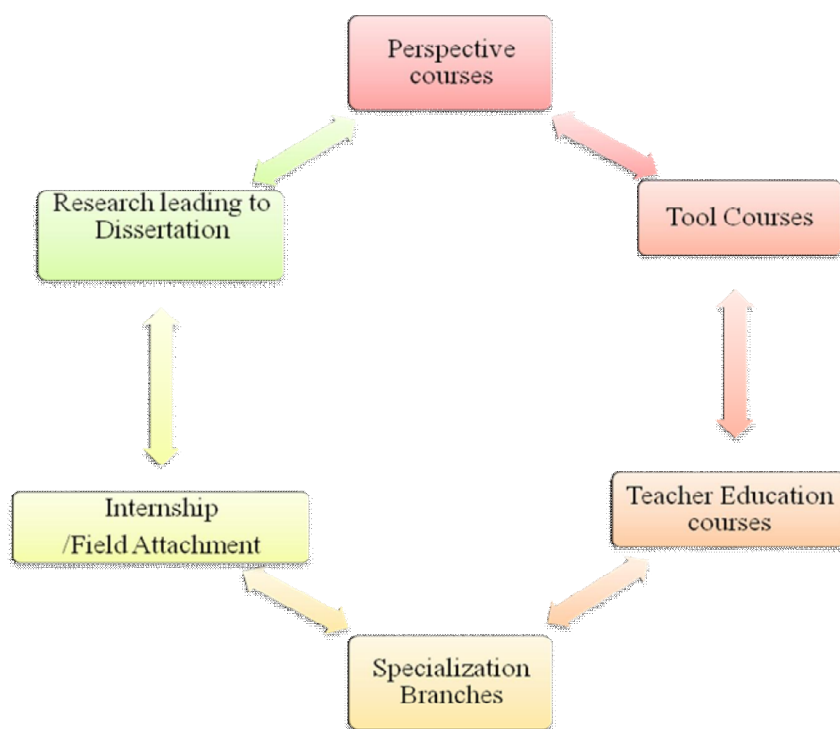 Perspective
courses
Research leading to
Dissertation
Tool Courses
Internship
/Field Attachment
Teacher Education
courses
Specialization
Branches